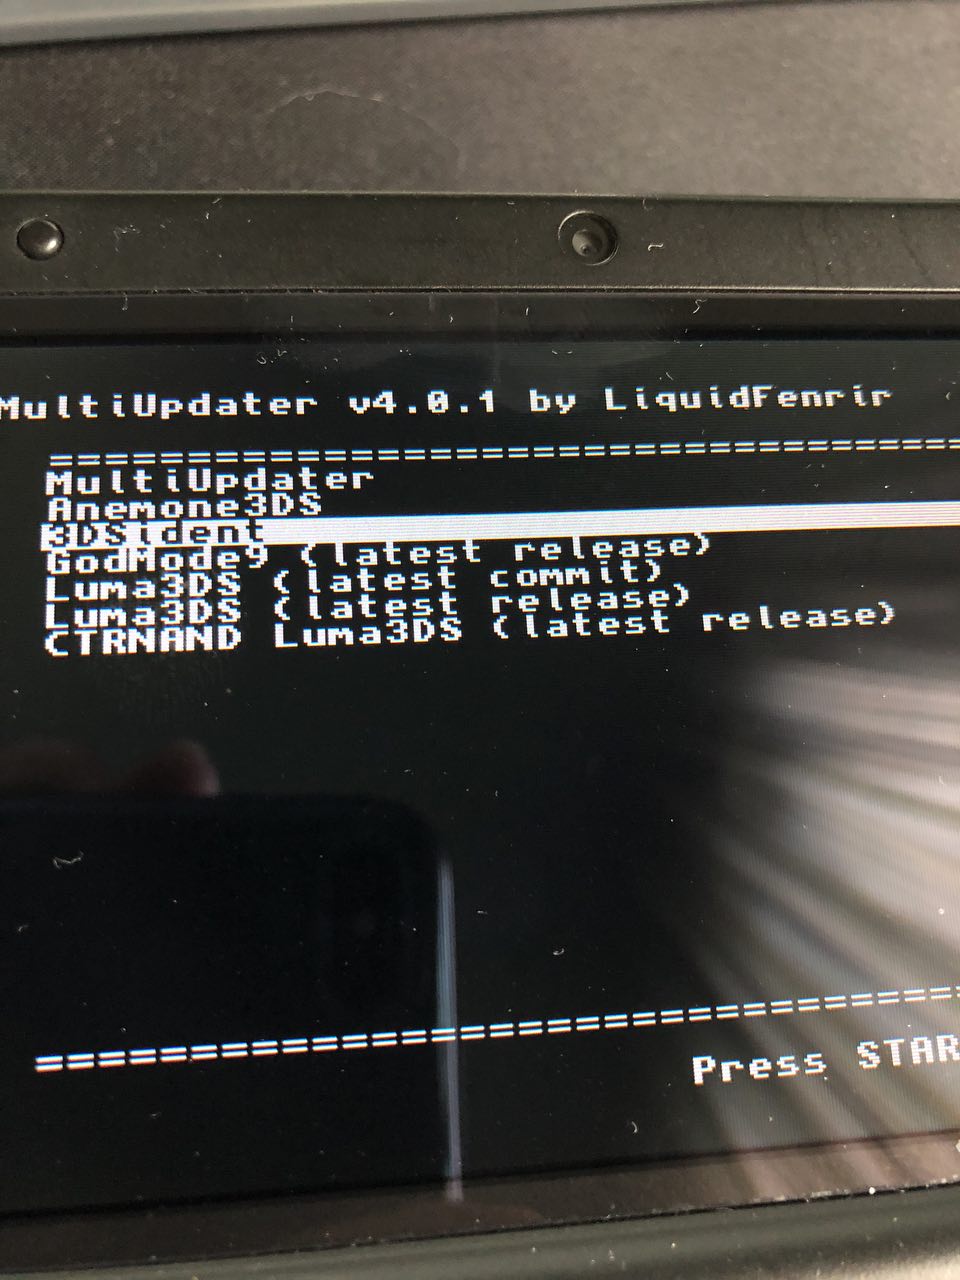 MultiUpdater v4.0.1 by LiquidFenrir
==============================
MultiUpdater
Anemone3DS
3DSident
GodMode9 (latest release)
Luma3DS (latest commit)
Luma3DS (latest release)
CTRNAND Luma3DS (latest release)
==============================
Press STAR